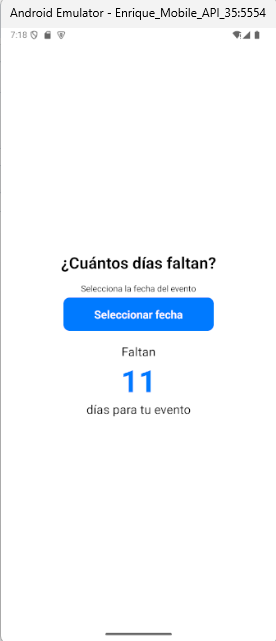 Android Emulator - Enrique_Mobile_API_35:5554
7:18
¿Cuántos días faltan?
Selecciona la fecha del evento
Seleccionar fecha
Faltan
11
días para tu evento